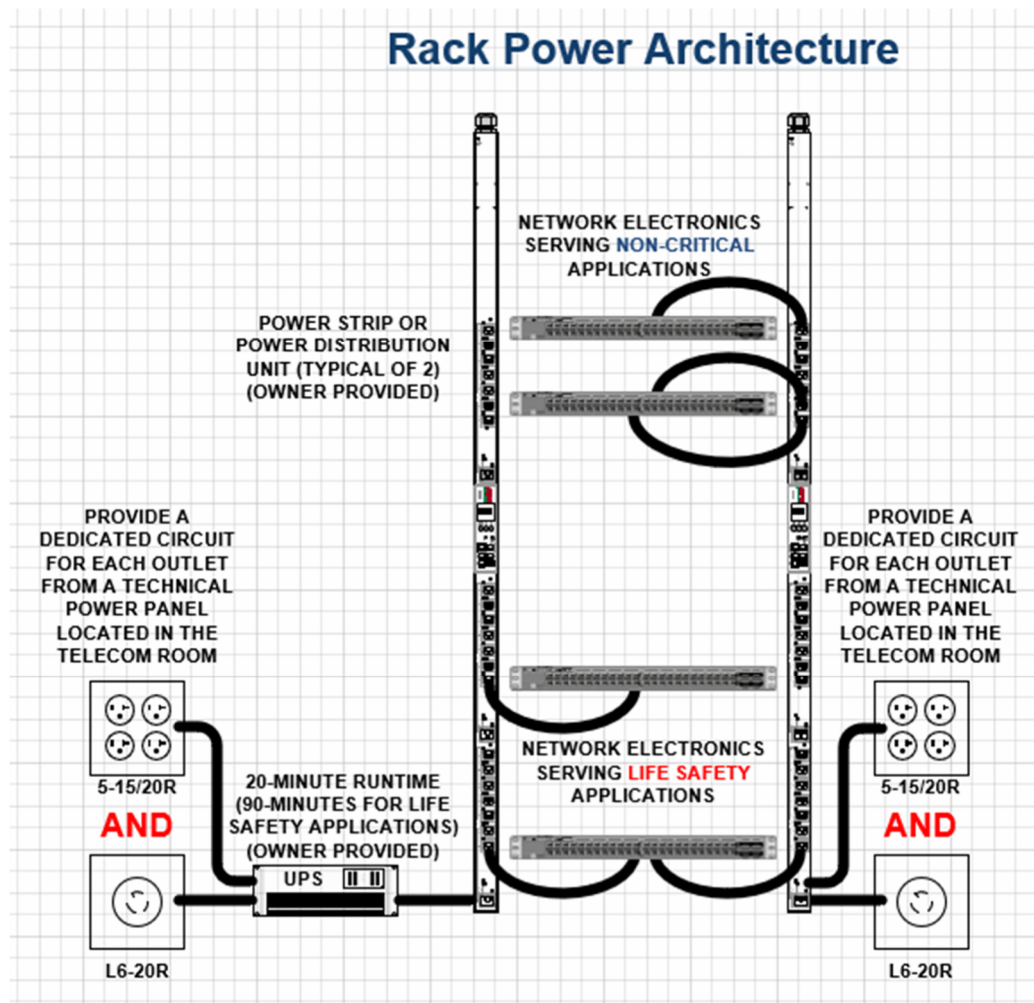 Rack Power Architecture
NETWORK ELECTRONICS
SERVING NON-CRITICAL
APPLICATIONS
POWER STRIP OR
POWER DISTRIBUTION
UNIT (TYPICAL OF 2)
(OWNER PROVIDED)
PROVIDE A
DEDICATED CIRCUIT
FOR EACH OUTLET
FROM A TECHNICAL
POWER PANEL
LOCATED IN THE
TELECOM ROOM
PROVIDE A
DEDICATED CIRCUIT
FOR EACH OUTLET
FROM A TECHNICAL
POWER PANEL
LOCATED IN THE
TELECOM ROOM
5-15/20R
AND
L6-20R
20-MINUTE RUNTIME
(90-MINUTES FOR LIFE
SAFETY APPLICATIONS)
(OWNER PROVIDED)
UPS
NETWORK ELECTRONICS
SERVING LIFE SAFETY
APPLICATIONS
5-15/20R
AND
L6-20R